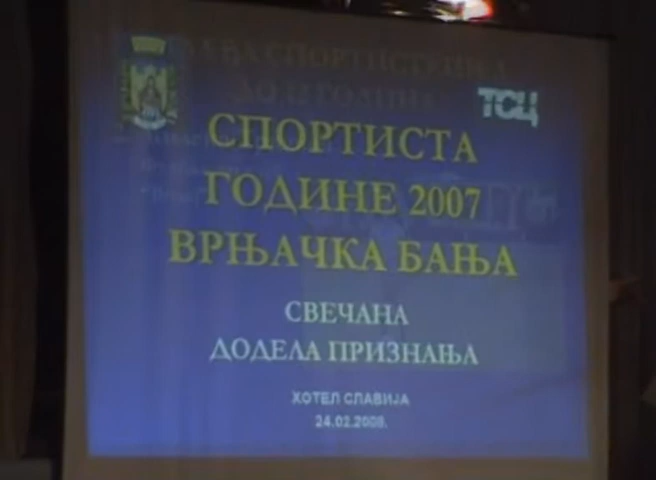 ТСЦ
СПОРТИСТА
ГОДИНЕ 2007
ВРЊАЧКА БАЊА
СВЕЧАНА
ДОДЕЛА ПРИЗНАЊА
ХОТЕЛ СЛАВИЈА
24.02.2008.